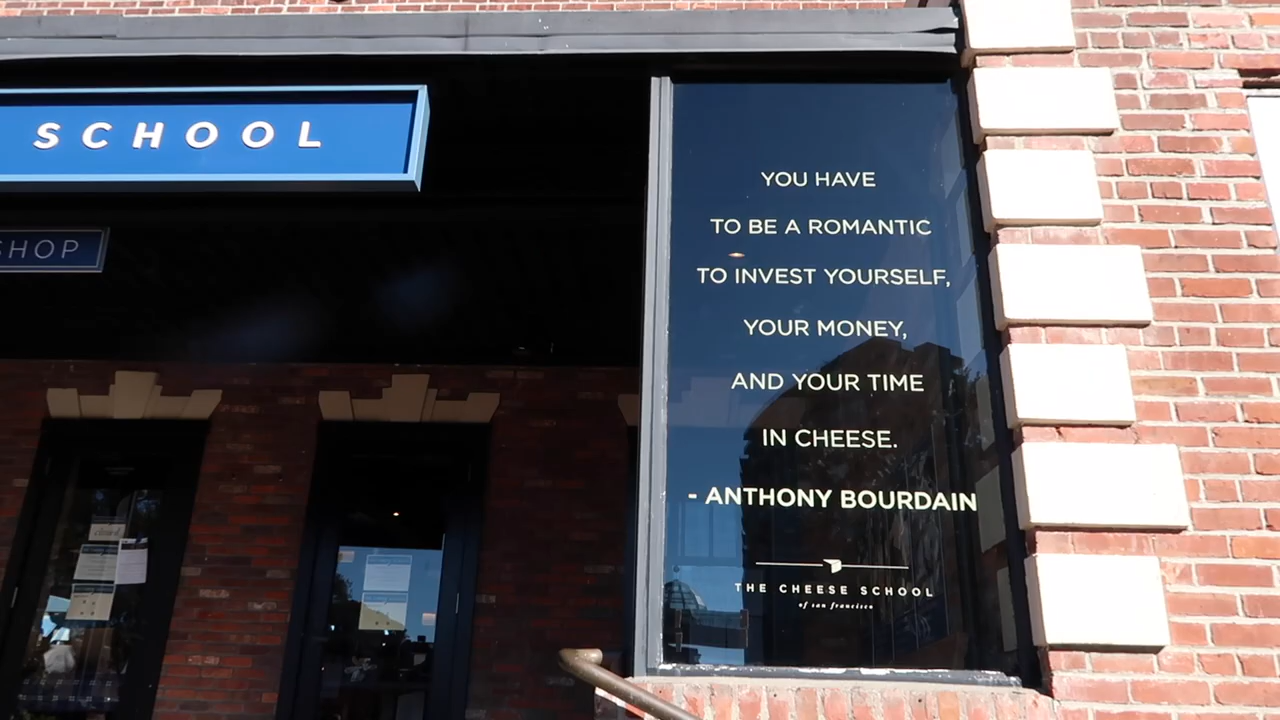 SCHOOL
SHOP
YOU HAVE
TO BE A ROMANTIC
TO INVEST YOURSELF,
YOUR MONEY,
AND YOUR TIME
IN CHEESE.
- ANTHONY BOURDAIN
THE CHEESE SCHOOL
of san francisco